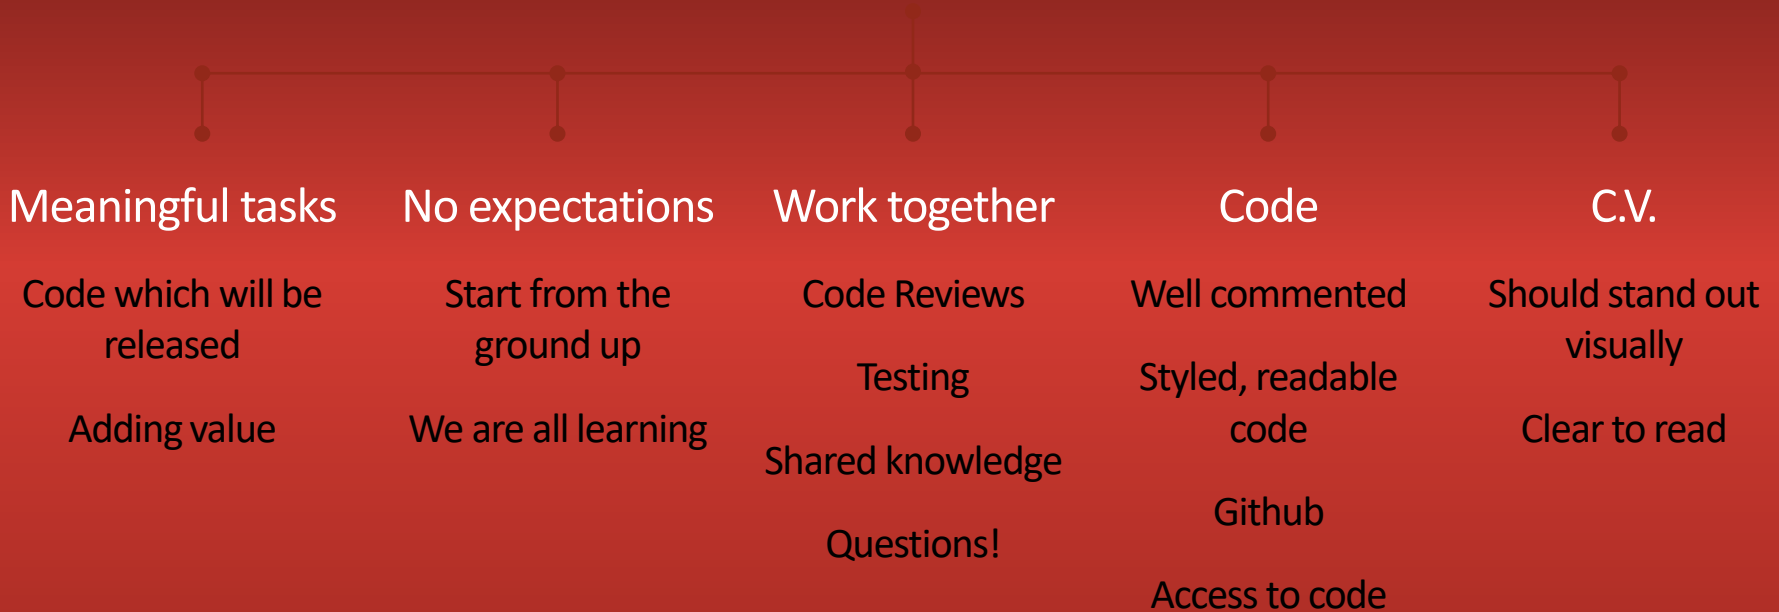 Meaningful tasks
Code which will be
released
Adding value
No expectations
Start from the
ground up
We are all learning
Work together
Code Reviews
Testing
Shared knowledge
Questions!
Code
Well commented
Styled, readable
code
Github
Access to code
C.V.
Should stand out
visually
Clear to read